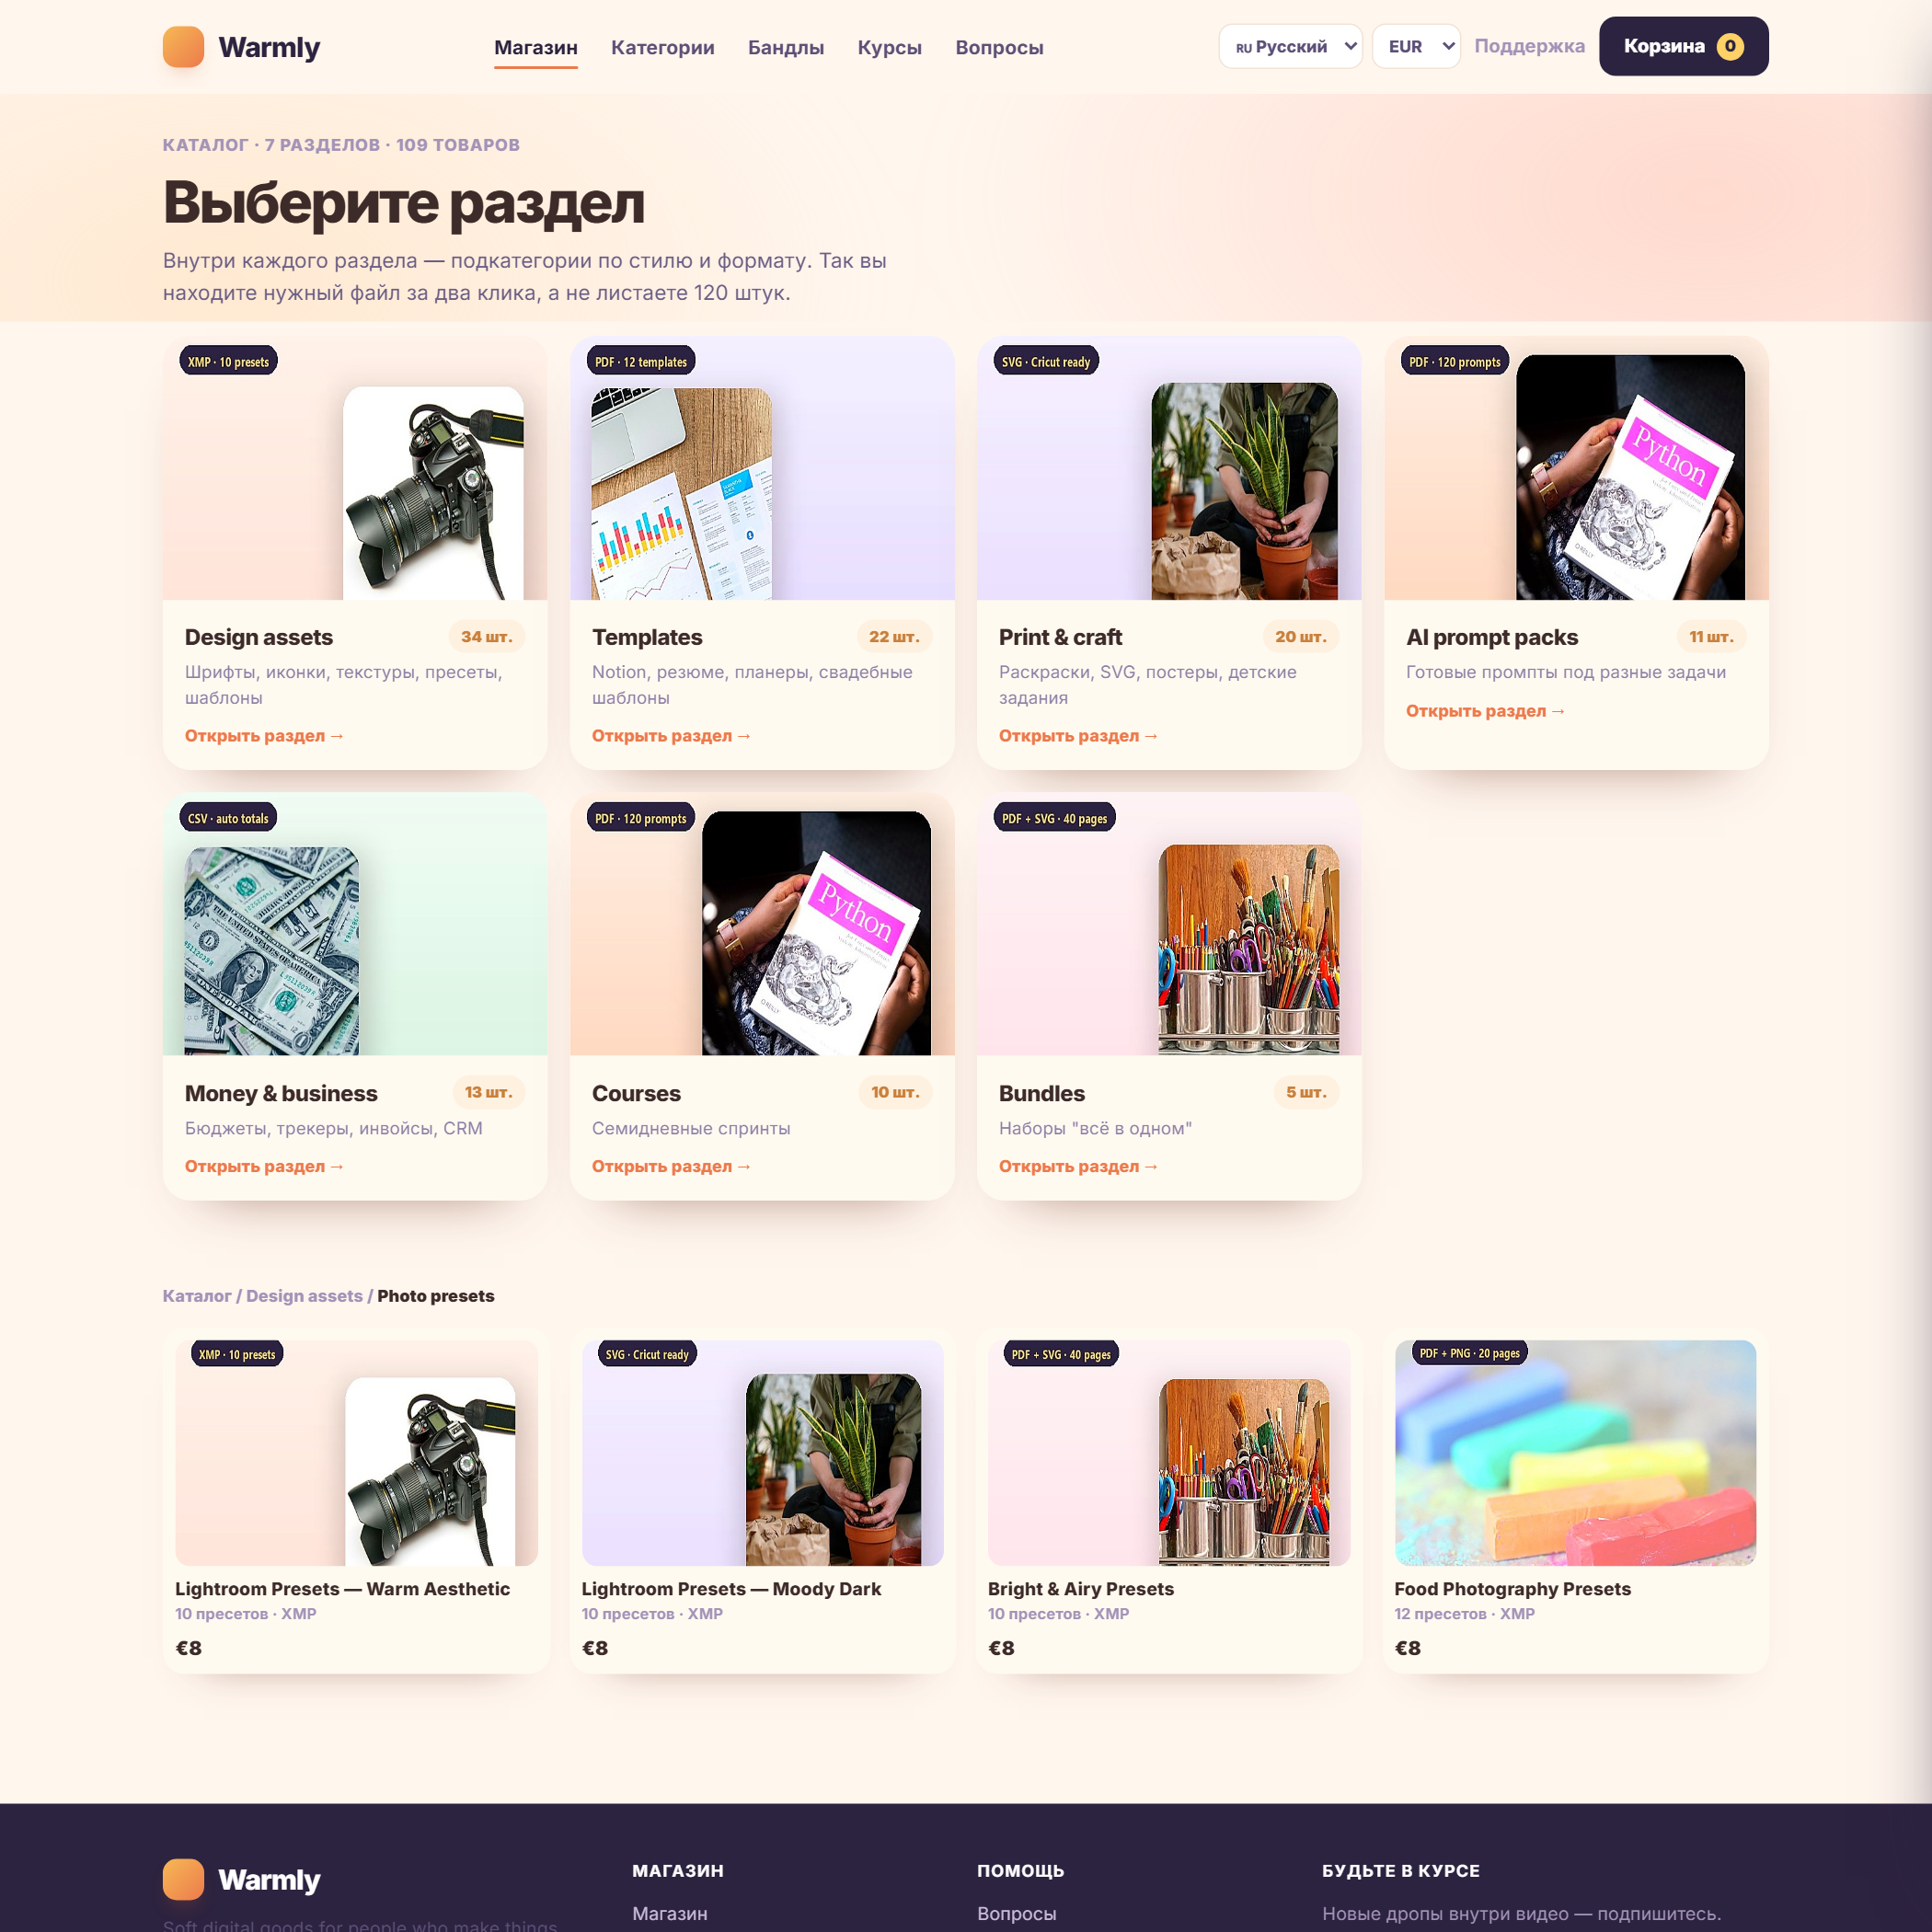 Warmly
Магазин
Категории
Бандлы
Курсы
Вопросы
RU Русский
EUR
Поддержка
Корзина 0
КАТАЛОГ · 7 РАЗДЕЛОВ · 109 ТОВАРОВ
Выберите раздел
Внутри каждого раздела — подкатегории по стилю и формату. Так вы
находите нужный файл за два клика, а не листаете 120 штук.
XMP · 10 presets
Design assets
34 шт.
Шрифты, иконки, текстуры, пресеты,
шаблоны
Открыть раздел →
PDF · 12 templates
Templates
22 шт.
Notion, резюме, планеры, свадебные
шаблоны
Открыть раздел →
SVG · Cricut ready
Print & craft
20 шт.
Раскраски, SVG, постеры, детские
задания
Открыть раздел →
PDF · 120 prompts
Python
O'REILLY
AI prompt packs
11 шт.
Готовые промпты под разные задачи
Открыть раздел →
CSV · auto totals
Money & business
13 шт.
Бюджеты, трекеры, инвойсы, CRM
Открыть раздел →
PDF · 120 prompts
Python
O'REILLY
Courses
10 шт.
Семидневные спринты
Открыть раздел →
PDF + SVG · 40 pages
Bundles
5 шт.
Наборы "всё в одном"
Открыть раздел →
Каталог / Design assets / Photo presets
XMP · 10 presets
Lightroom Presets — Warm Aesthetic
10 пресетов · XMP
€8
SVG · Cricut ready
Lightroom Presets — Moody Dark
10 пресетов · XMP
€8
PDF + SVG · 40 pages
Bright & Airy Presets
10 пресетов · XMP
€8
PDF + PNG · 20 pages
Food Photography Presets
12 пресетов · XMP
€8
Warmly
Soft digital goods for people who make things
МАГАЗИН
Магазин
ПОМОЩЬ
Вопросы
БУДЬТЕ В КУРСЕ
Новые дропы внутри видео — подпишитесь.